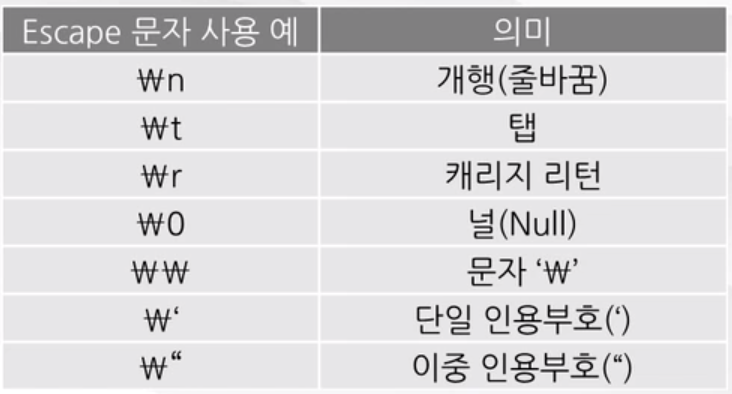 Escape 문자 사용 예 의미
₩n 개행(줄바꿈)
₩t 탭
₩r 캐리지 리턴
₩0 널(Null)
₩₩ 문자 ‘₩’
₩‘ 단일 인용부호(‘)
₩“ 이중 인용부호(“)